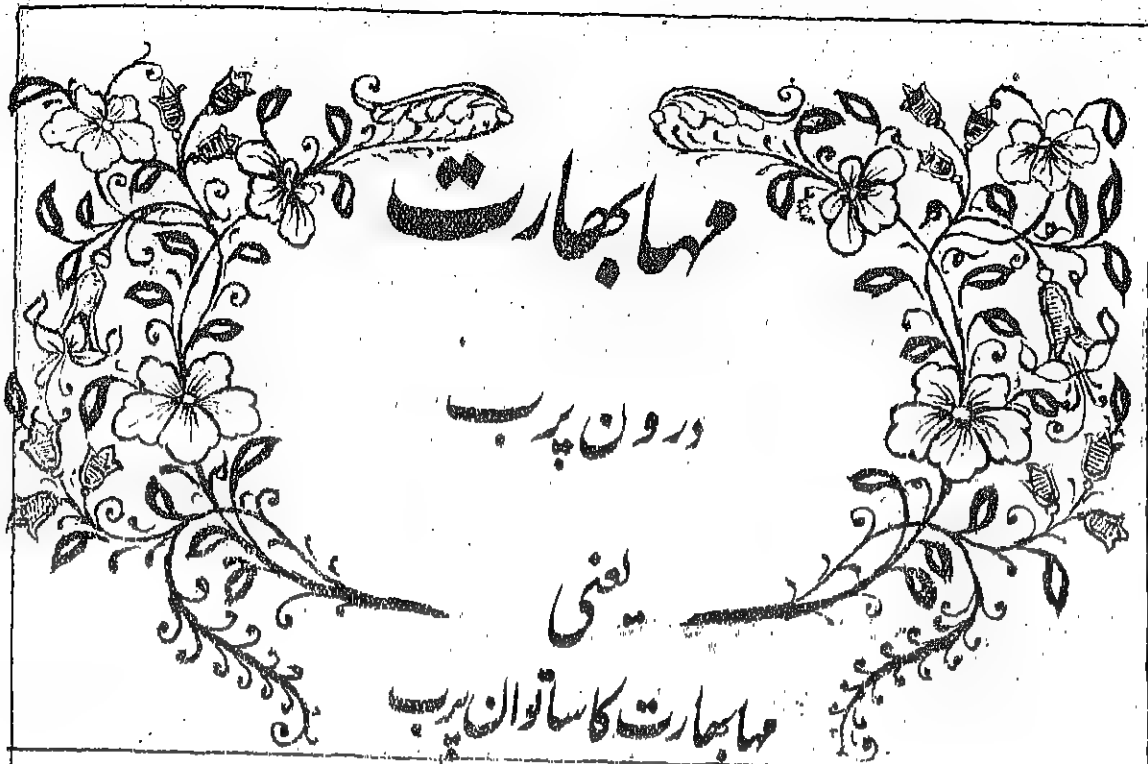 مہابھارت
درون پرب
یعنی
مہابھارت کا ساتوان پرب